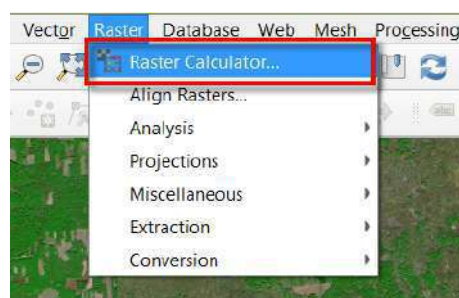 Vector Raster Database Web Mesh Processing
Raster Calculator...
Align Rasters...
Analysis
Projections
Miscellaneous
Extraction
Conversion